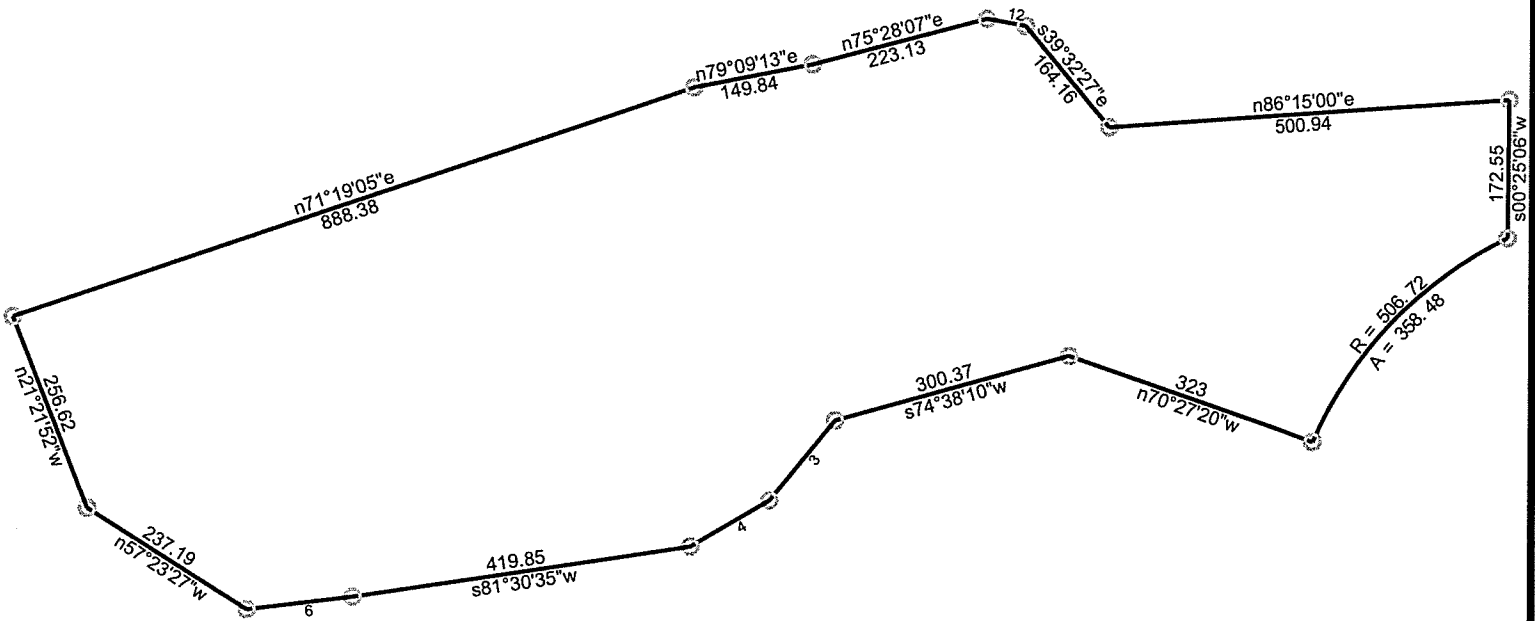 12
n75°28'07"e
223.13
s39°32'27"e
164.16
n79°09'13"e
149.84
n86°15'00"e
500.94
172.55
s00°25'06"w
n71°19'05"e
888.38
R = 506.72
A = 358.48
300.37
s74°38'10"w
323
n70°27'20"w
256.62
n21°21'52"w
3
4
237.19
n57°23'27"w
419.85
s81°30'35"w
6